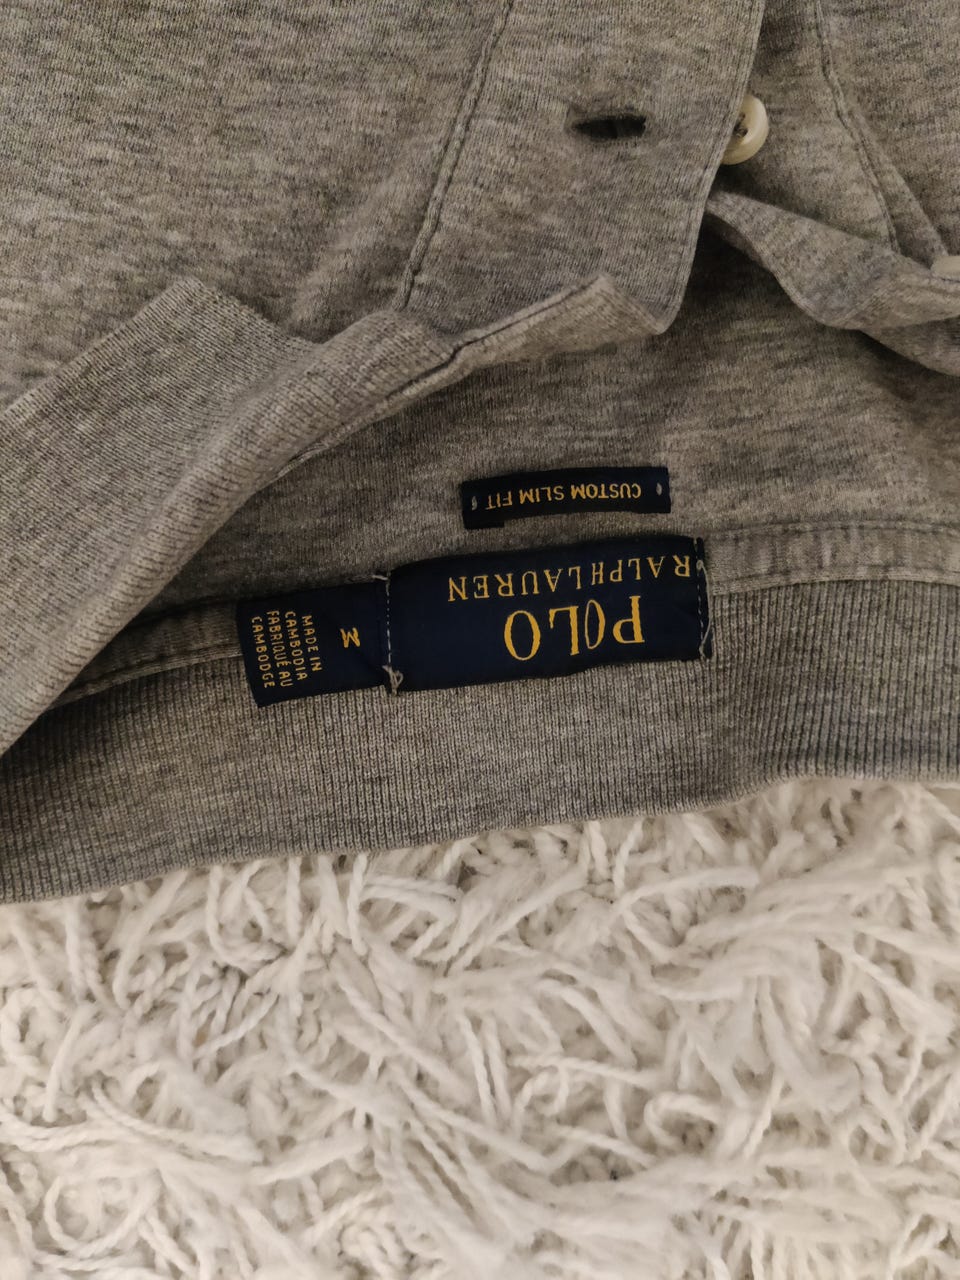 POLO
RALPH LAUREN
M
MADE IN
CAMBODIA
FABRIQUÉ AU
CAMBODGE
CUSTOM SLIM FIT